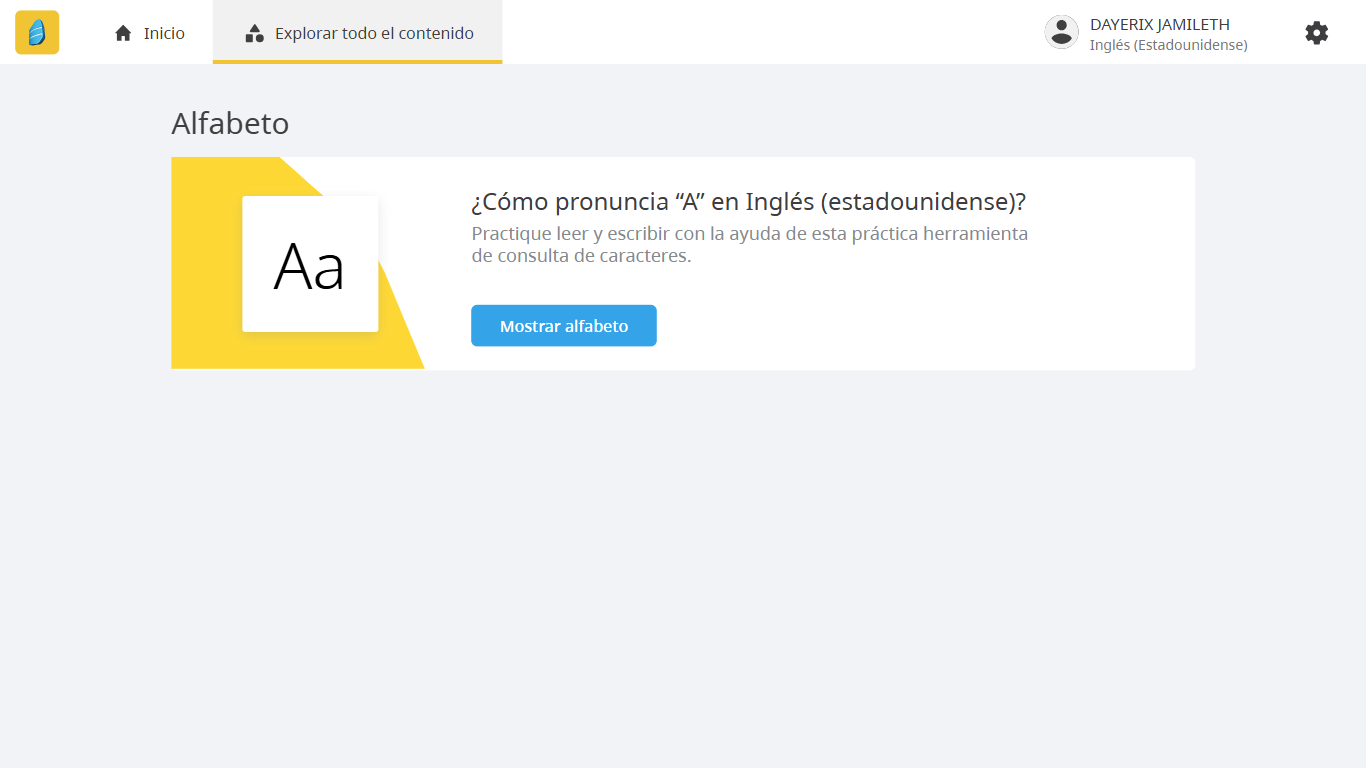 Inicio
Explorar todo el contenido
DAYERIX JAMILETH
Inglés (Estadounidense)
Alfabeto
Aa
¿Cómo pronuncia “A” en Inglés (estadounidense)?
Practique leer y escribir con la ayuda de esta práctica herramienta
de consulta de caracteres.
Mostrar alfabeto